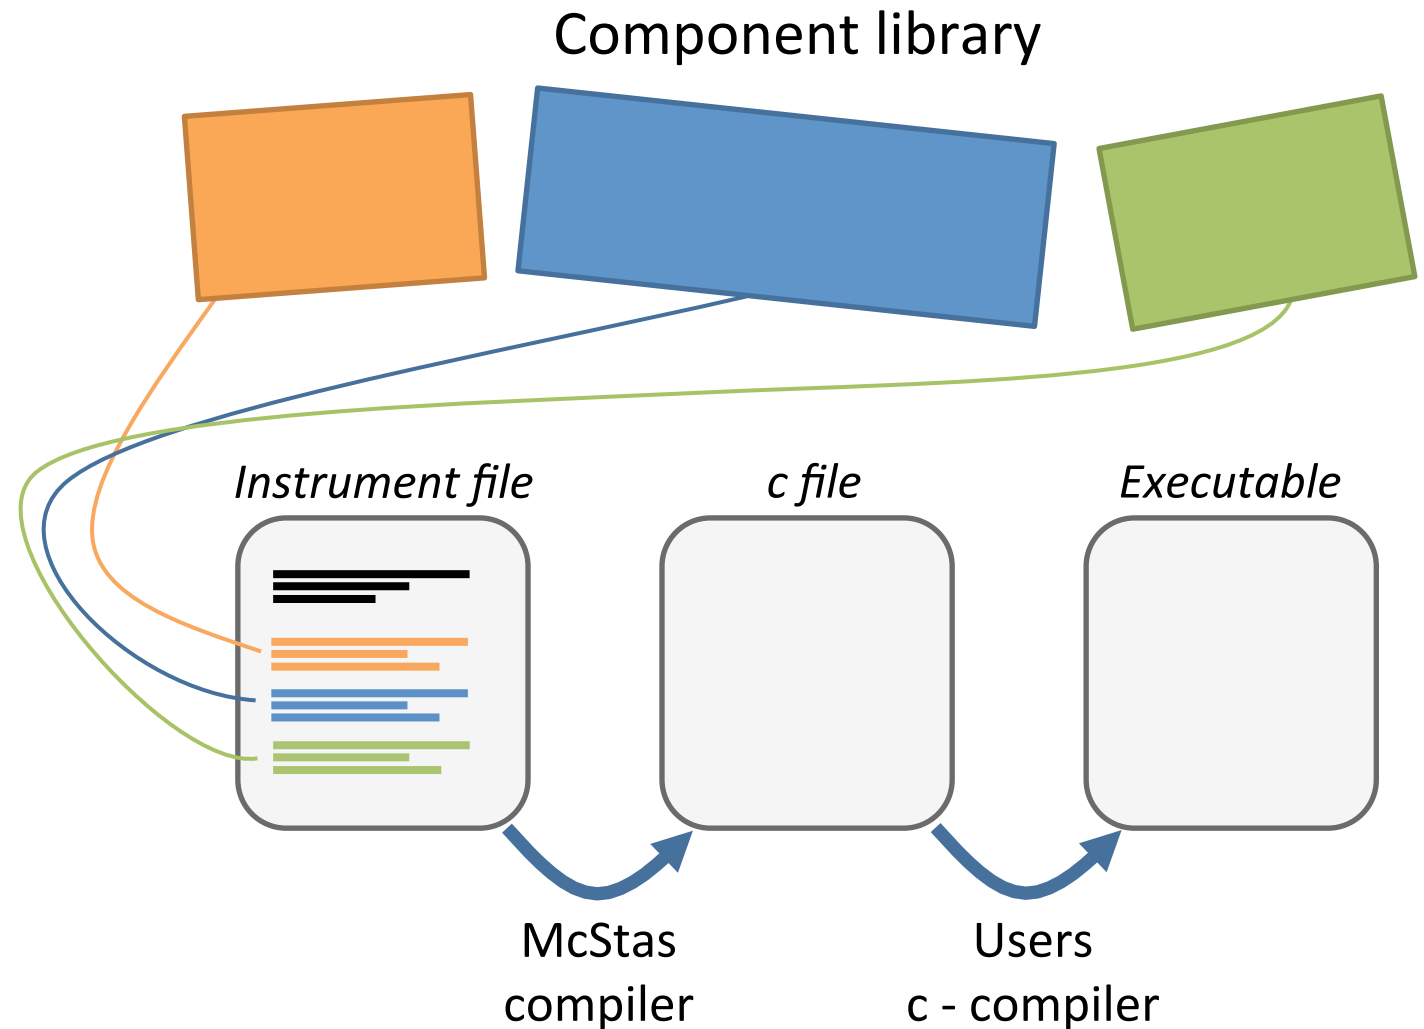 Component library
Instrument file
c file
Executable
McStas
compiler
Users
c - compiler